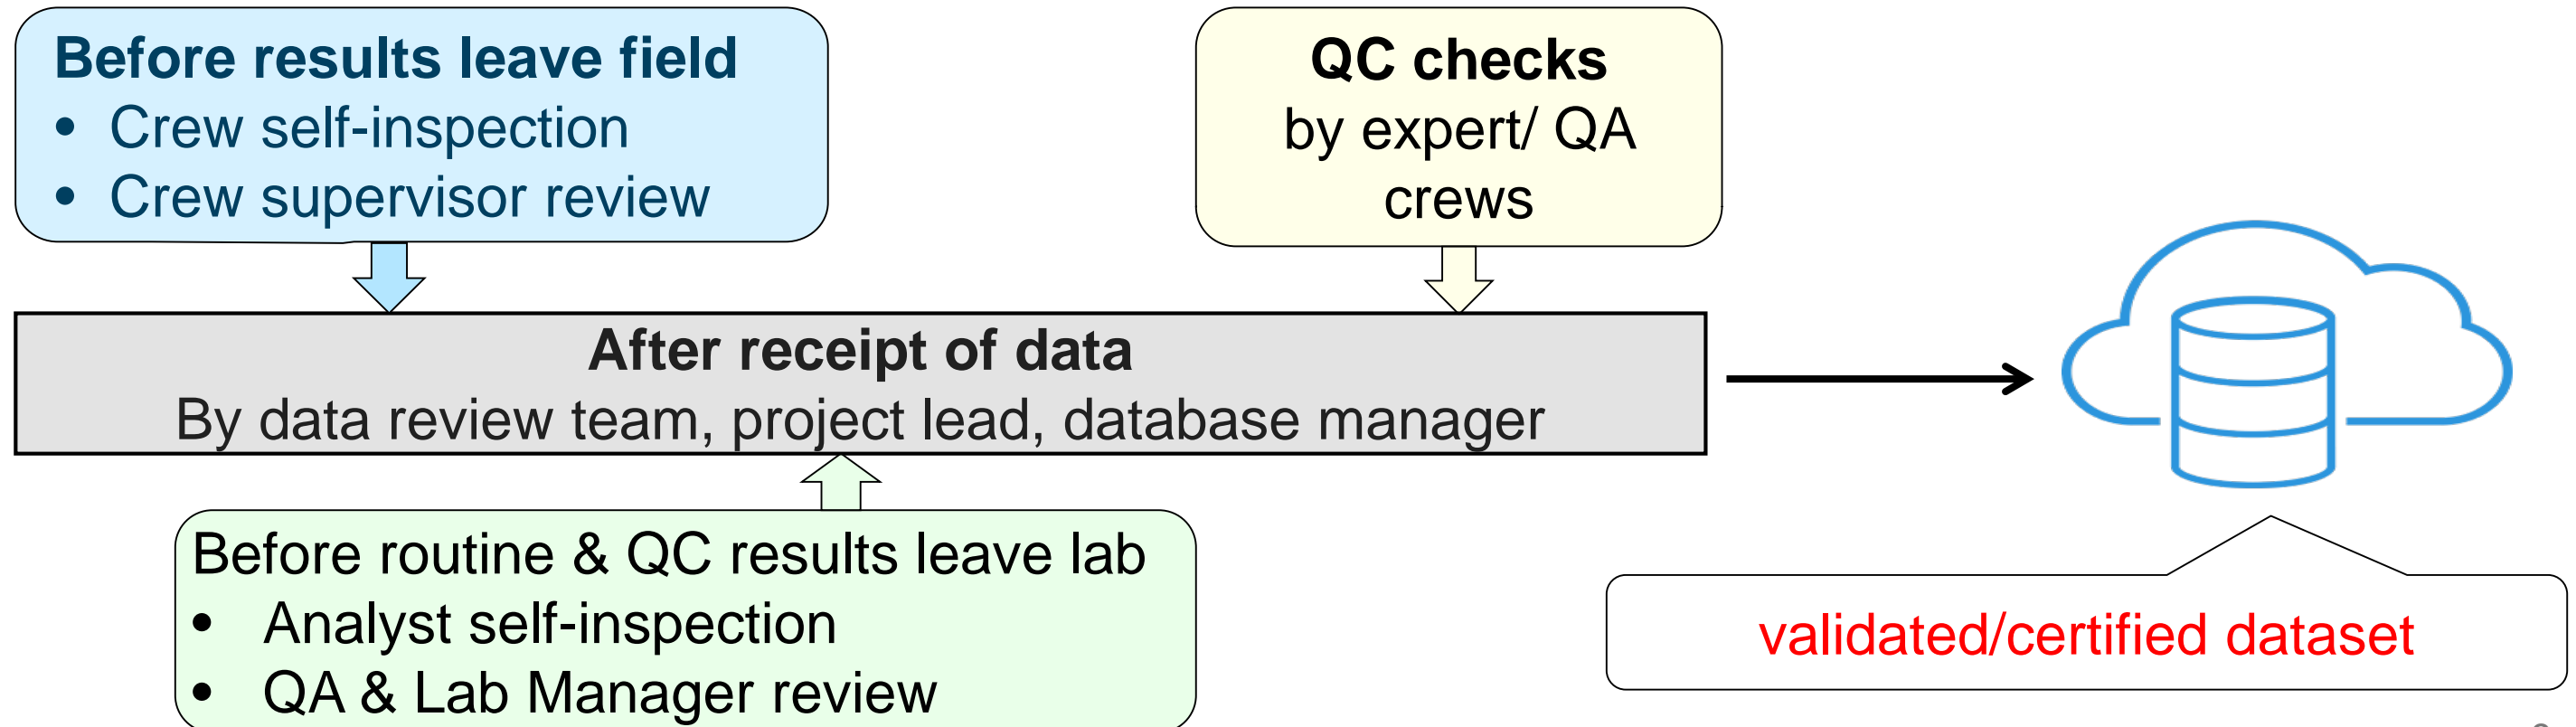 Before results leave field
• Crew self-inspection
• Crew supervisor review
QC checks
by expert/ QA
crews
After receipt of data
By data review team, project lead, database manager
Before routine & QC results leave lab
• Analyst self-inspection
• QA & Lab Manager review
validated/certified dataset